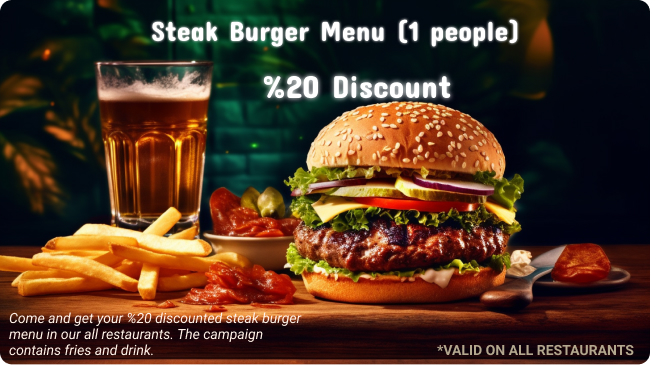 Steak Burger Menu (1 people)
%20 Discount
Come and get your %20 discounted steak burger
menu in our all restaurants. The campaign
contains fries and drink.
*VALID ON ALL RESTAURANTS